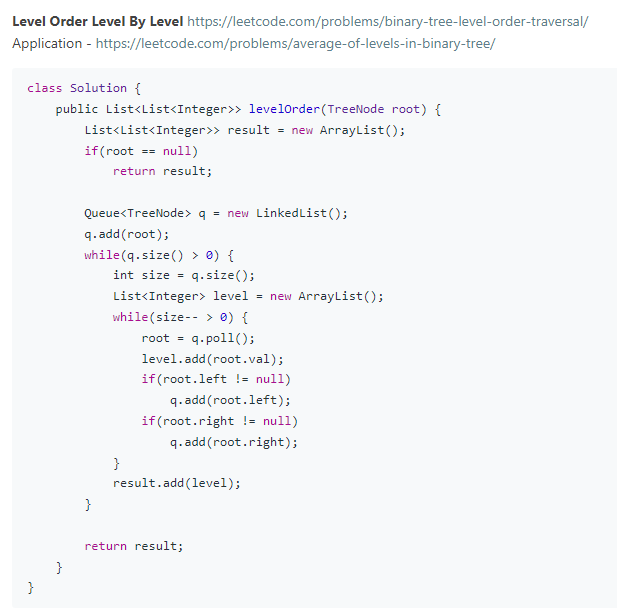 Level Order Level By Level https://leetcode.com/problems/binary-tree-level-order-traversal/
Application - https://leetcode.com/problems/average-of-levels-in-binary-tree/
class Solution {
    public List<List<Integer>> levelOrder(TreeNode root) {
        List<List<Integer>> result = new ArrayList();
        if(root == null)
            return result;

        Queue<TreeNode> q = new LinkedList();
        q.add(root);
        while(q.size() > 0) {
            int size = q.size();
            List<Integer> level = new ArrayList();
            while(size-- > 0) {
                root = q.poll();
                level.add(root.val);
                if(root.left != null)
                    q.add(root.left);
                if(root.right != null)
                    q.add(root.right);
            }
            result.add(level);
        }

        return result;
    }
}